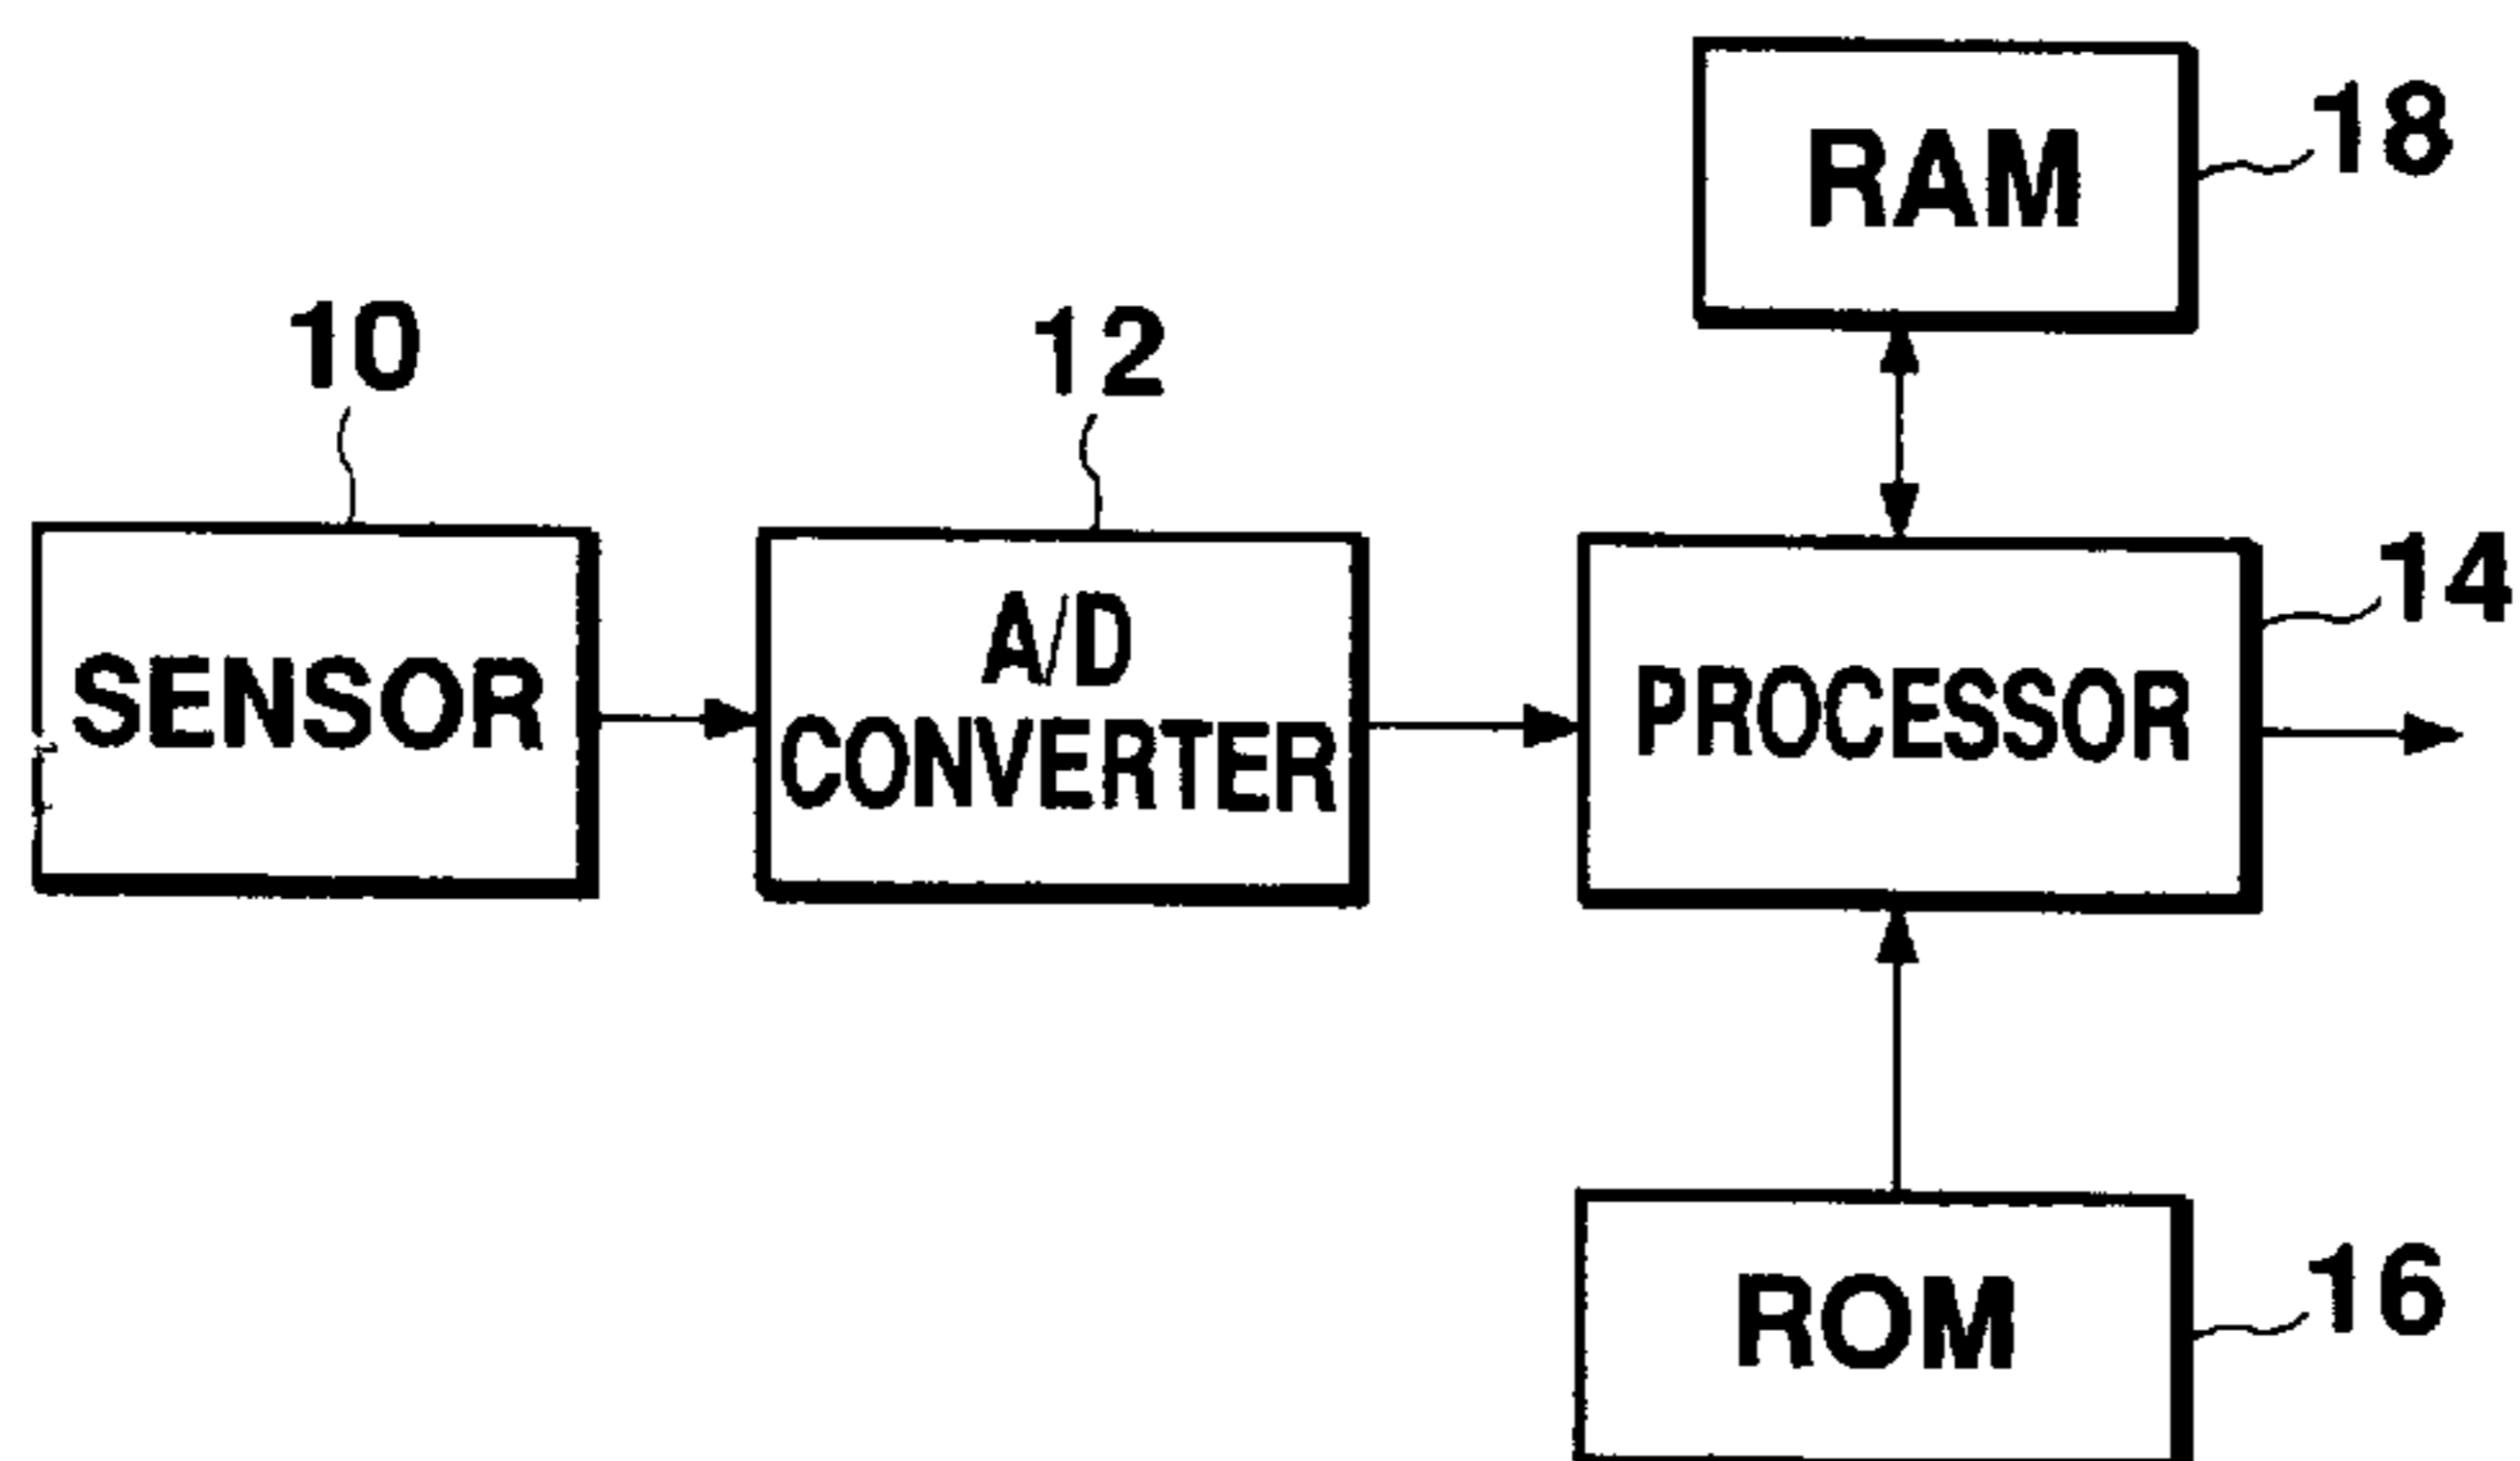 RAM
18
10
12
14
SENSOR
A/D
CONVERTER
PROCESSOR
ROM
16